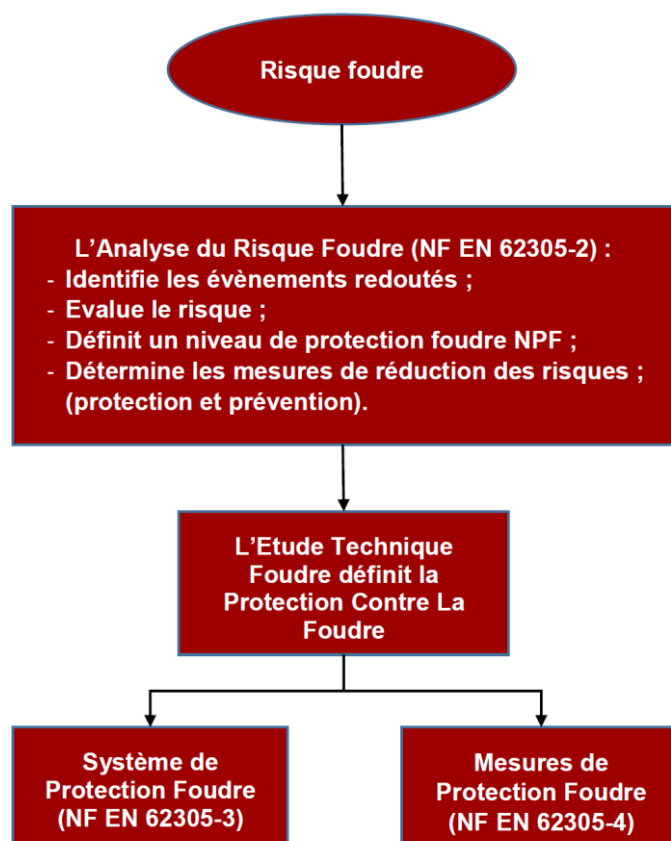 Risque foudre
L’Analyse du Risque Foudre (NF EN 62305-2) :
- Identifie les évènements redoutés ;
- Evalue le risque ;
- Définit un niveau de protection foudre NPF ;
- Détermine les mesures de réduction des risques ;
(protection et prévention).
L’Etude Technique
Foudre définit la
Protection Contre La
Foudre
Système de
Protection Foudre
(NF EN 62305-3)
Mesures de
Protection Foudre
(NF EN 62305-4)